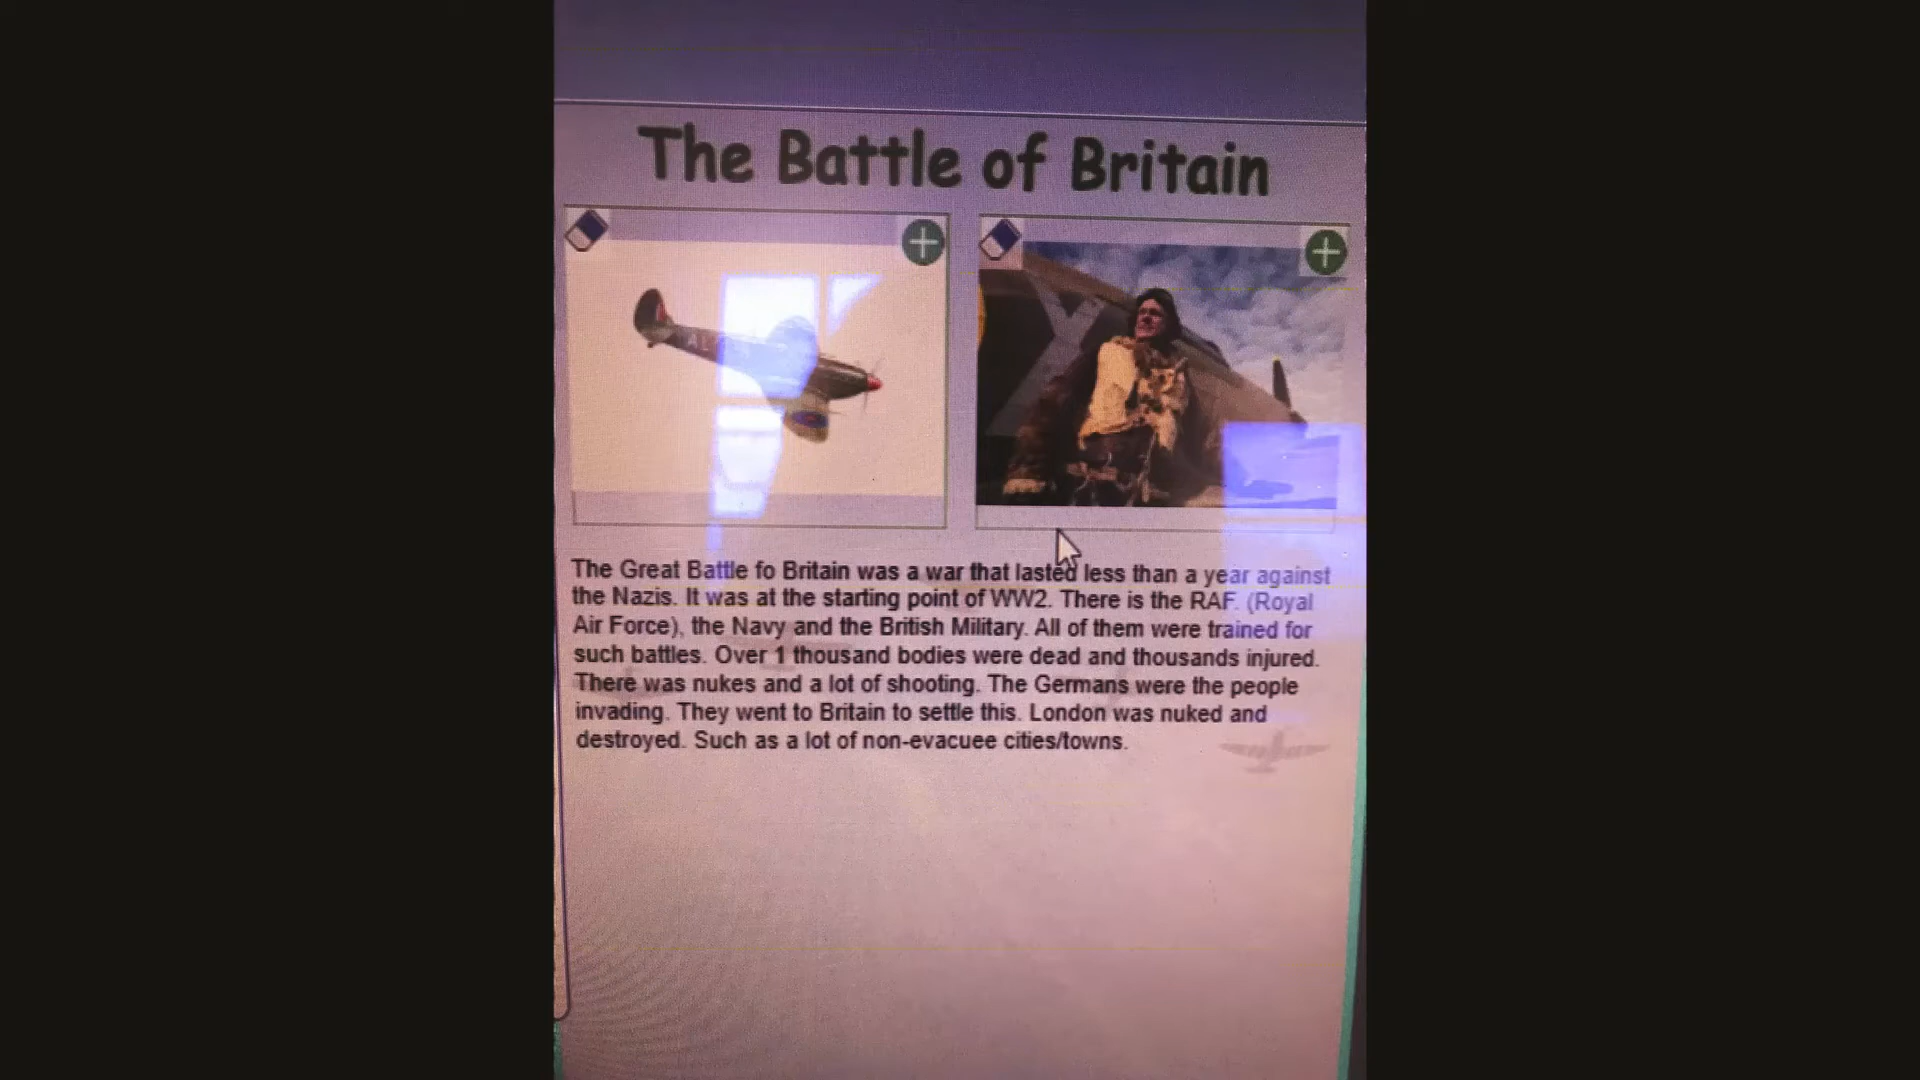 The Battle of Britain
AL
The Great Battle fo Britain was a war that lasted less than a year against
the Nazis. It was at the starting point of WW2. There is the RAF. (Royal
Air Force), the Navy and the British Military. All of them were trained for
such battles. Over 1 thousand bodies were dead and thousands injured.
There was nukes and a lot of shooting. The Germans were the people
invading. They went to Britain to settle this. London was nuked and
destroyed. Such as a lot of non-evacuee cities/towns.